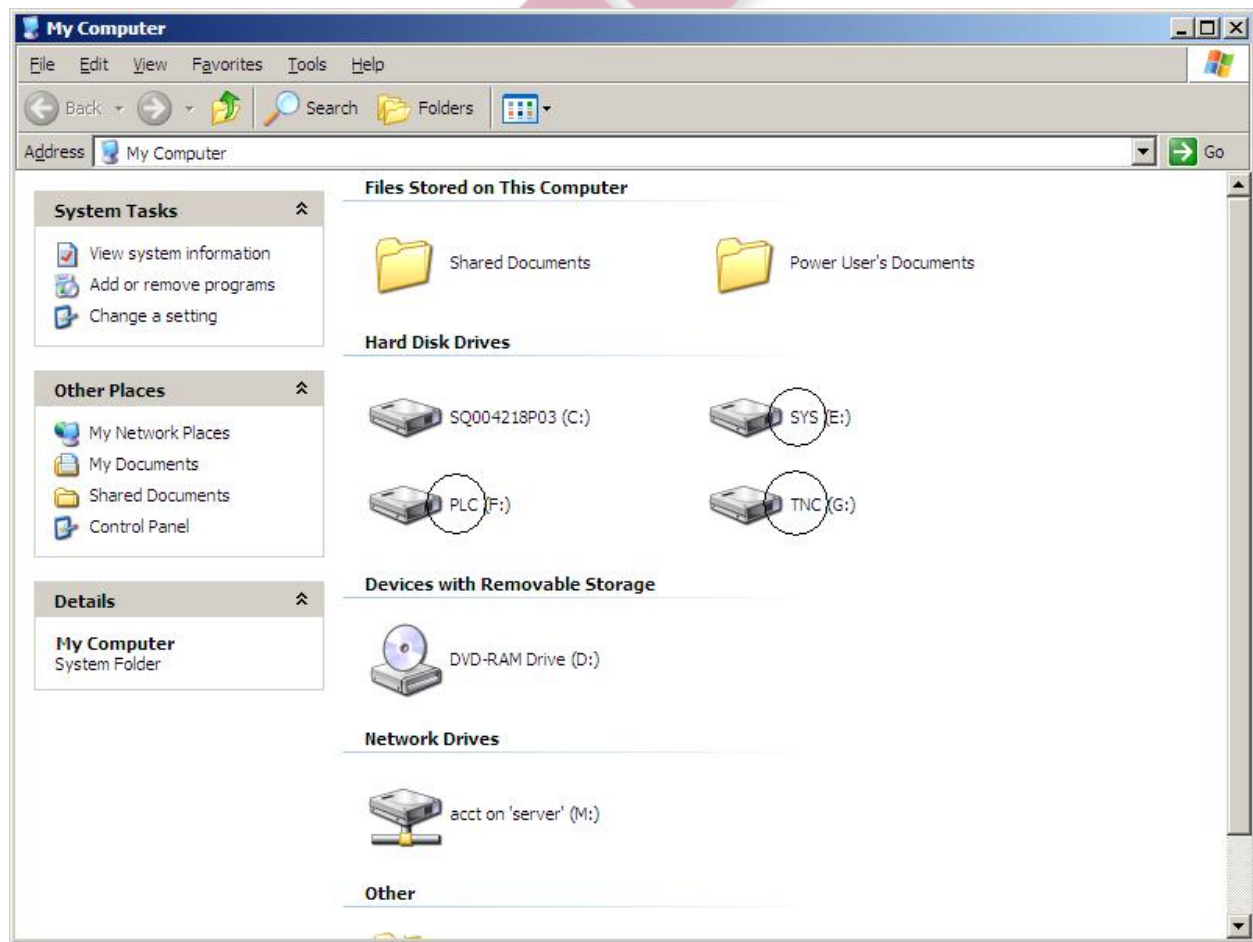 My Computer
File Edit View Favorites Tools Help
Back Search Folders
Address My Computer Go
System Tasks
View system information
Add or remove programs
Change a setting
Other Places
My Network Places
My Documents
Shared Documents
Control Panel
Details
My Computer
System Folder
Files Stored on This Computer
Shared Documents Power User's Documents
Hard Disk Drives
SQ004218P03 (C:) SYS (E:)
PLC (F:) TNC (G:)
Devices with Removable Storage
DVD-RAM Drive (D:)
Network Drives
acct on 'server' (M:)
Other